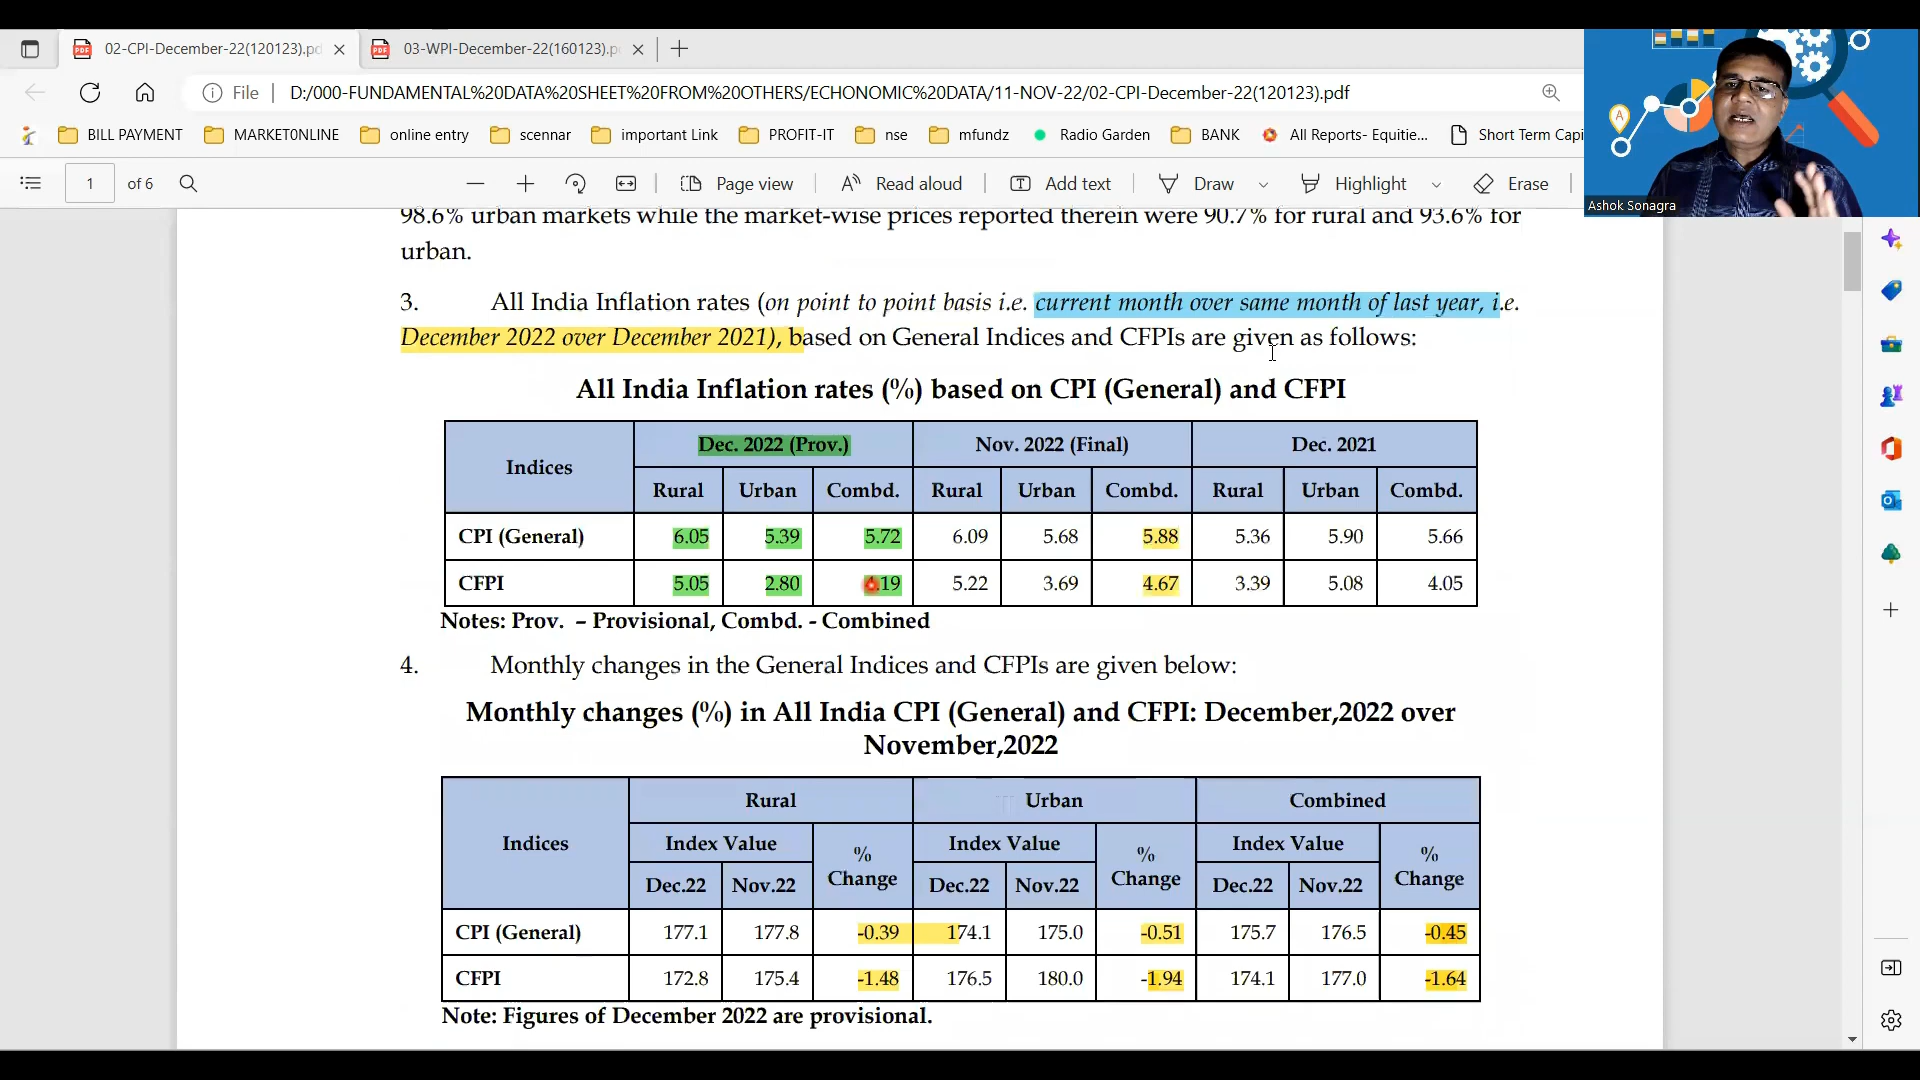 02-CPI-December-22(120123).pd
03-WPI-December-22(160123).p
File
D:/000-FUNDAMENTAL%20DATA%20SHEET%20FROM%20OTHERS/ECHONOMIC%20DATA/11-NOV-22/02-CPI-December-22(120123).pdf
BILL PAYMENT MARKET0NLINE online entry scennar important Link PROFIT-IT nse mfundz Radio Garden BANK All Reports- Equitie... Short Term Capi
1 of 6 Page view Read aloud Add text Draw Highlight Erase
A
Ashok Sonagra
98.6% urban markets while the market-wise prices reported therein were 90.7% for rural and 93.6% for
urban.
3. All India Inflation rates (on point to point basis i.e. current month over same month of last year, i.e.
December 2022 over December 2021), based on General Indices and CFPIs are given as follows:
All India Inflation rates (%) based on CPI (General) and CFPI
Indices Dec. 2022 (Prov.) Nov. 2022 (Final) Dec. 2021
Rural Urban Combd. Rural Urban Combd. Rural Urban Combd.
CPI (General) 6.05 5.39 5.72 6.09 5.68 5.88 5.36 5.90 5.66
CFPI 5.05 2.80 4.19 5.22 3.69 4.67 3.39 5.08 4.05
Notes: Prov. – Provisional, Combd. - Combined
4. Monthly changes in the General Indices and CFPIs are given below:
Monthly changes (%) in All India CPI (General) and CFPI: December,2022 over
November,2022
Indices Rural Urban Combined
Index Value % Change Index Value % Change Index Value % Change
Dec.22 Nov.22 Dec.22 Nov.22 Dec.22 Nov.22
CPI (General) 177.1 177.8 -0.39 174.1 175.0 -0.51 175.7 176.5 -0.45
CFPI 172.8 175.4 -1.48 176.5 180.0 -1.94 174.1 177.0 -1.64
Note: Figures of December 2022 are provisional.